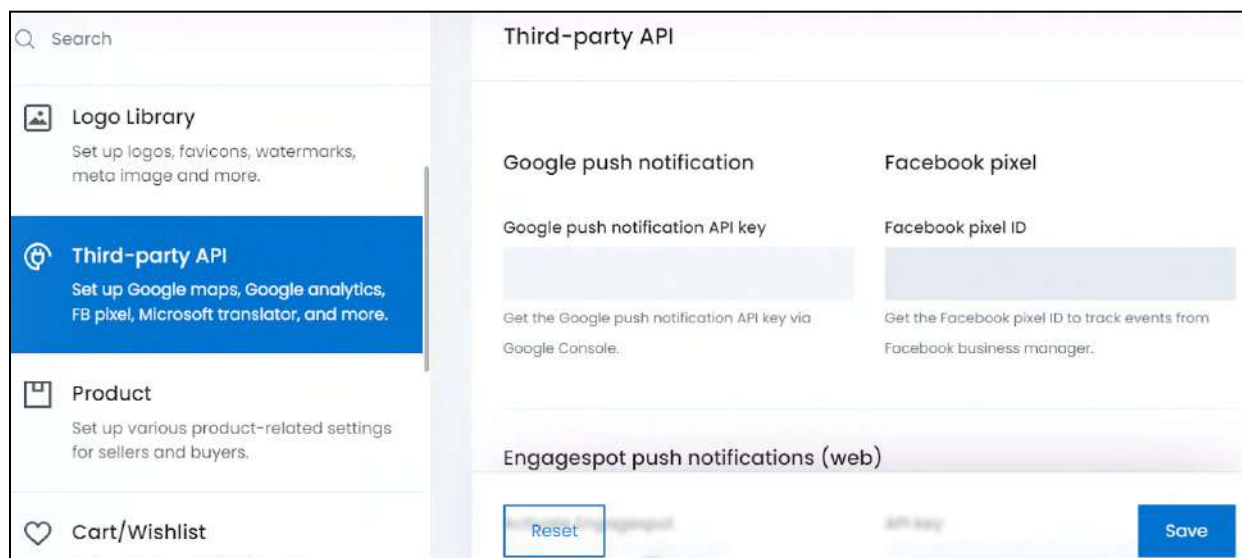 Search
Logo Library
Set up logos, favicons, watermarks,
meta image and more.
Third-party API
Set up Google maps, Google analytics,
FB pixel, Microsoft translator, and more.
Product
Set up various product-related settings
for sellers and buyers.
Cart/Wishlist
Third-party API
Google push notification
Google push notification API key
Get the Google push notification API key via
Google Console.
Facebook pixel
Facebook pixel ID
Get the Facebook pixel ID to track events from
Facebook business manager.
Engagespot push notifications (web)
API key
Reset
Save